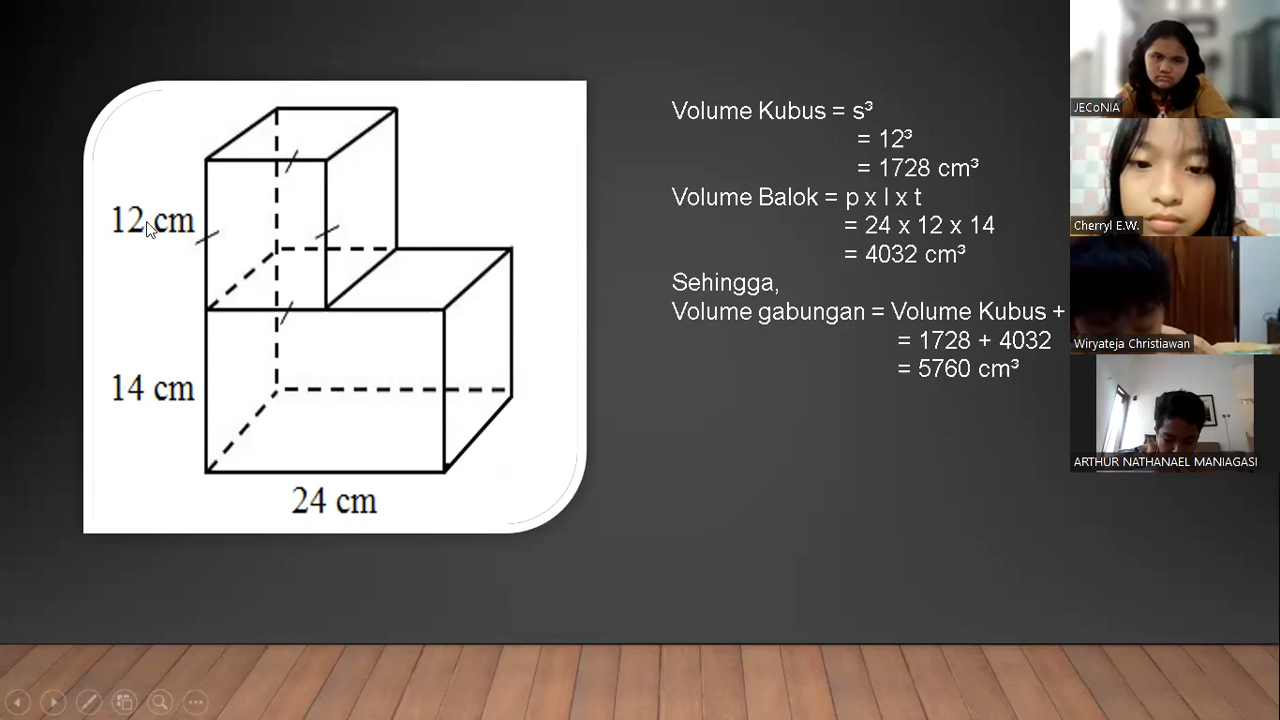 12 cm
14 cm
24 cm
Volume Kubus = s³
= 12³
= 1728 cm³
Volume Balok = p x l x t
= 24 x 12 x 14
= 4032 cm³
Sehingga,
Volume gabungan = Volume Kubus +
= 1728 + 4032
= 5760 cm³
JECoNIA
Cherryl E.W.
Wiryateja Christiawan
ARTHUR NATHANAEL MANIAGASI